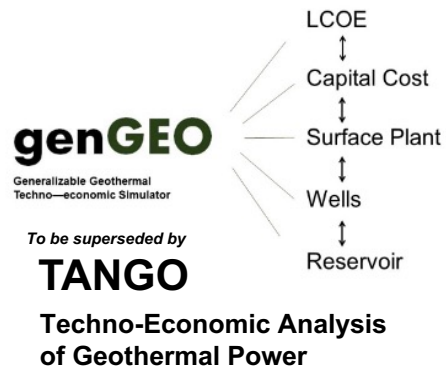 LCOE
Capital Cost
genGEO
Surface Plant
Generalizable Geothermal
Techno—economic Simulator
Wells
To be superseded by
Reservoir
TANGO
Techno-Economic Analysis
of Geothermal Power